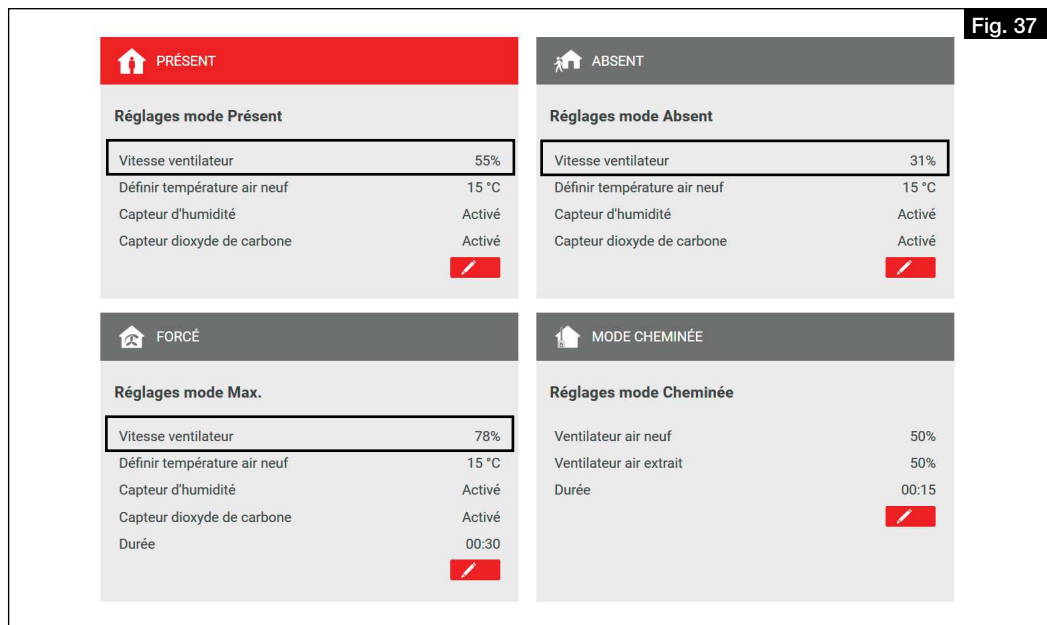 Fig. 37
PRÉSENT
Réglages mode Présent
Vitesse ventilateur 55%
Définir température air neuf 15 °C
Capteur d'humidité Activé
Capteur dioxyde de carbone Activé
ABSENT
Réglages mode Absent
Vitesse ventilateur 31%
Définir température air neuf 15 °C
Capteur d'humidité Activé
Capteur dioxyde de carbone Activé
FORCÉ
Réglages mode Max.
Vitesse ventilateur 78%
Définir température air neuf 15 °C
Capteur d'humidité Activé
Capteur dioxyde de carbone Activé
Durée 00:30
MODE CHEMINÉE
Réglages mode Cheminée
Ventilateur air neuf 50%
Ventilateur air extrait 50%
Durée 00:15